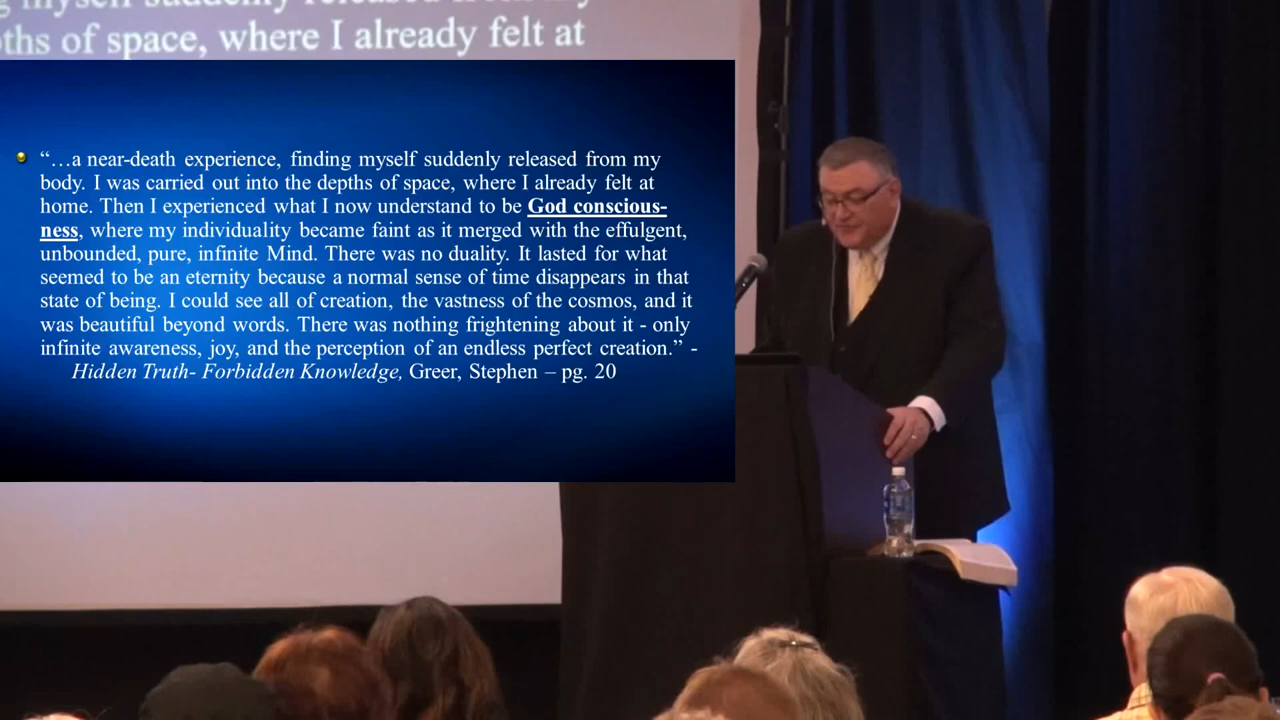 ths of space, where I already felt at
“…a near-death experience, finding myself suddenly released from my
body. I was carried out into the depths of space, where I already felt at
home. Then I experienced what I now understand to be God conscious-
ness, where my individuality became faint as it merged with the effulgent,
unbounded, pure, infinite Mind. There was no duality. It lasted for what
seemed to be an eternity because a normal sense of time disappears in that
state of being. I could see all of creation, the vastness of the cosmos, and it
was beautiful beyond words. There was nothing frightening about it - only
infinite awareness, joy, and the perception of an endless perfect creation.” -
Hidden Truth- Forbidden Knowledge, Greer, Stephen – pg. 20